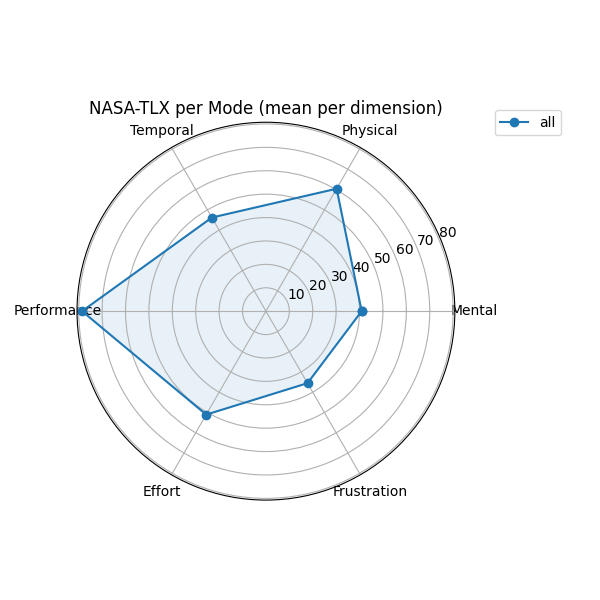 NASA-TLX per Mode (mean per dimension)
all
Temporal
Physical
80
70
60
50
40
30
20
10
Performance
Mental
Effort
Frustration